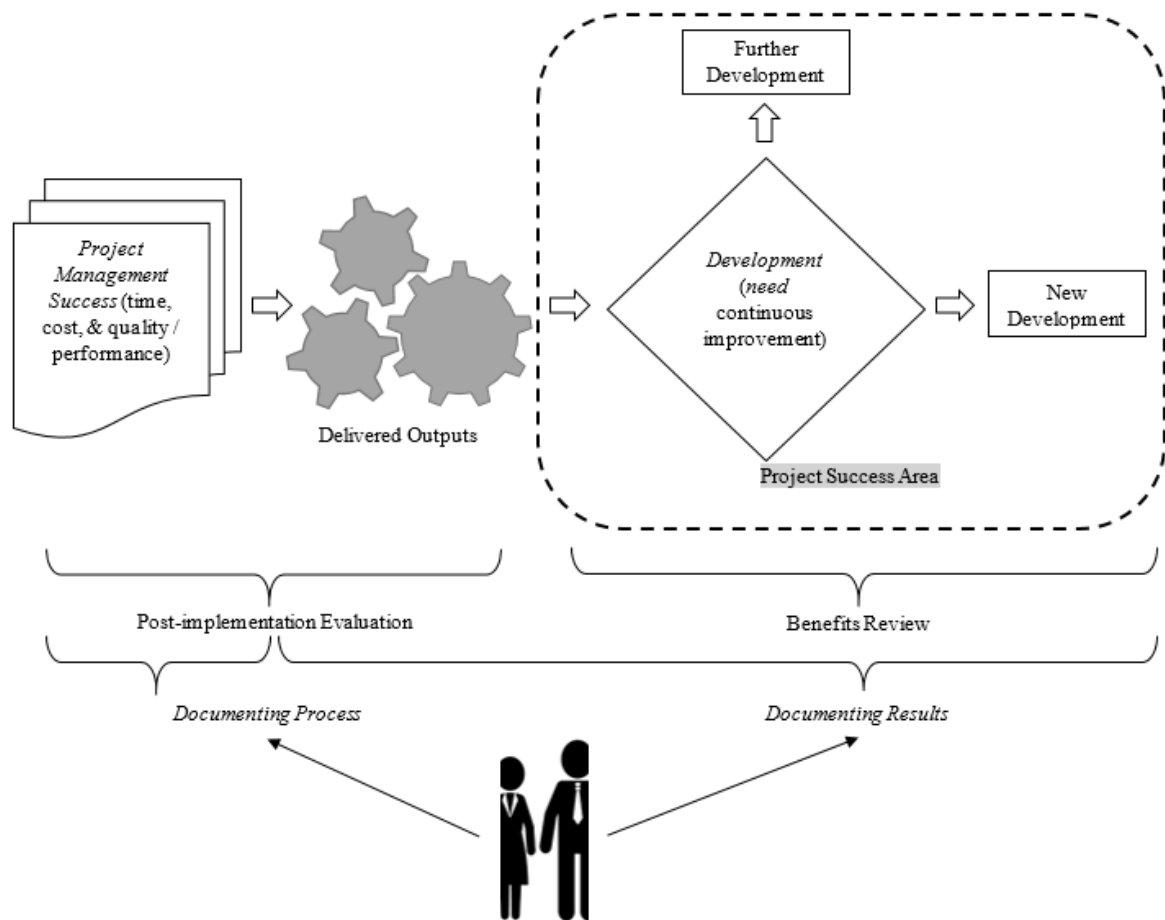 Further
Development
Project
Management
Success (time,
cost, & quality /
performance)
Development
(need
continuous
improvement)
New
Development
Delivered Outputs
Project Success Area
Post-implementation Evaluation
Benefits Review
Documenting Process
Documenting Results